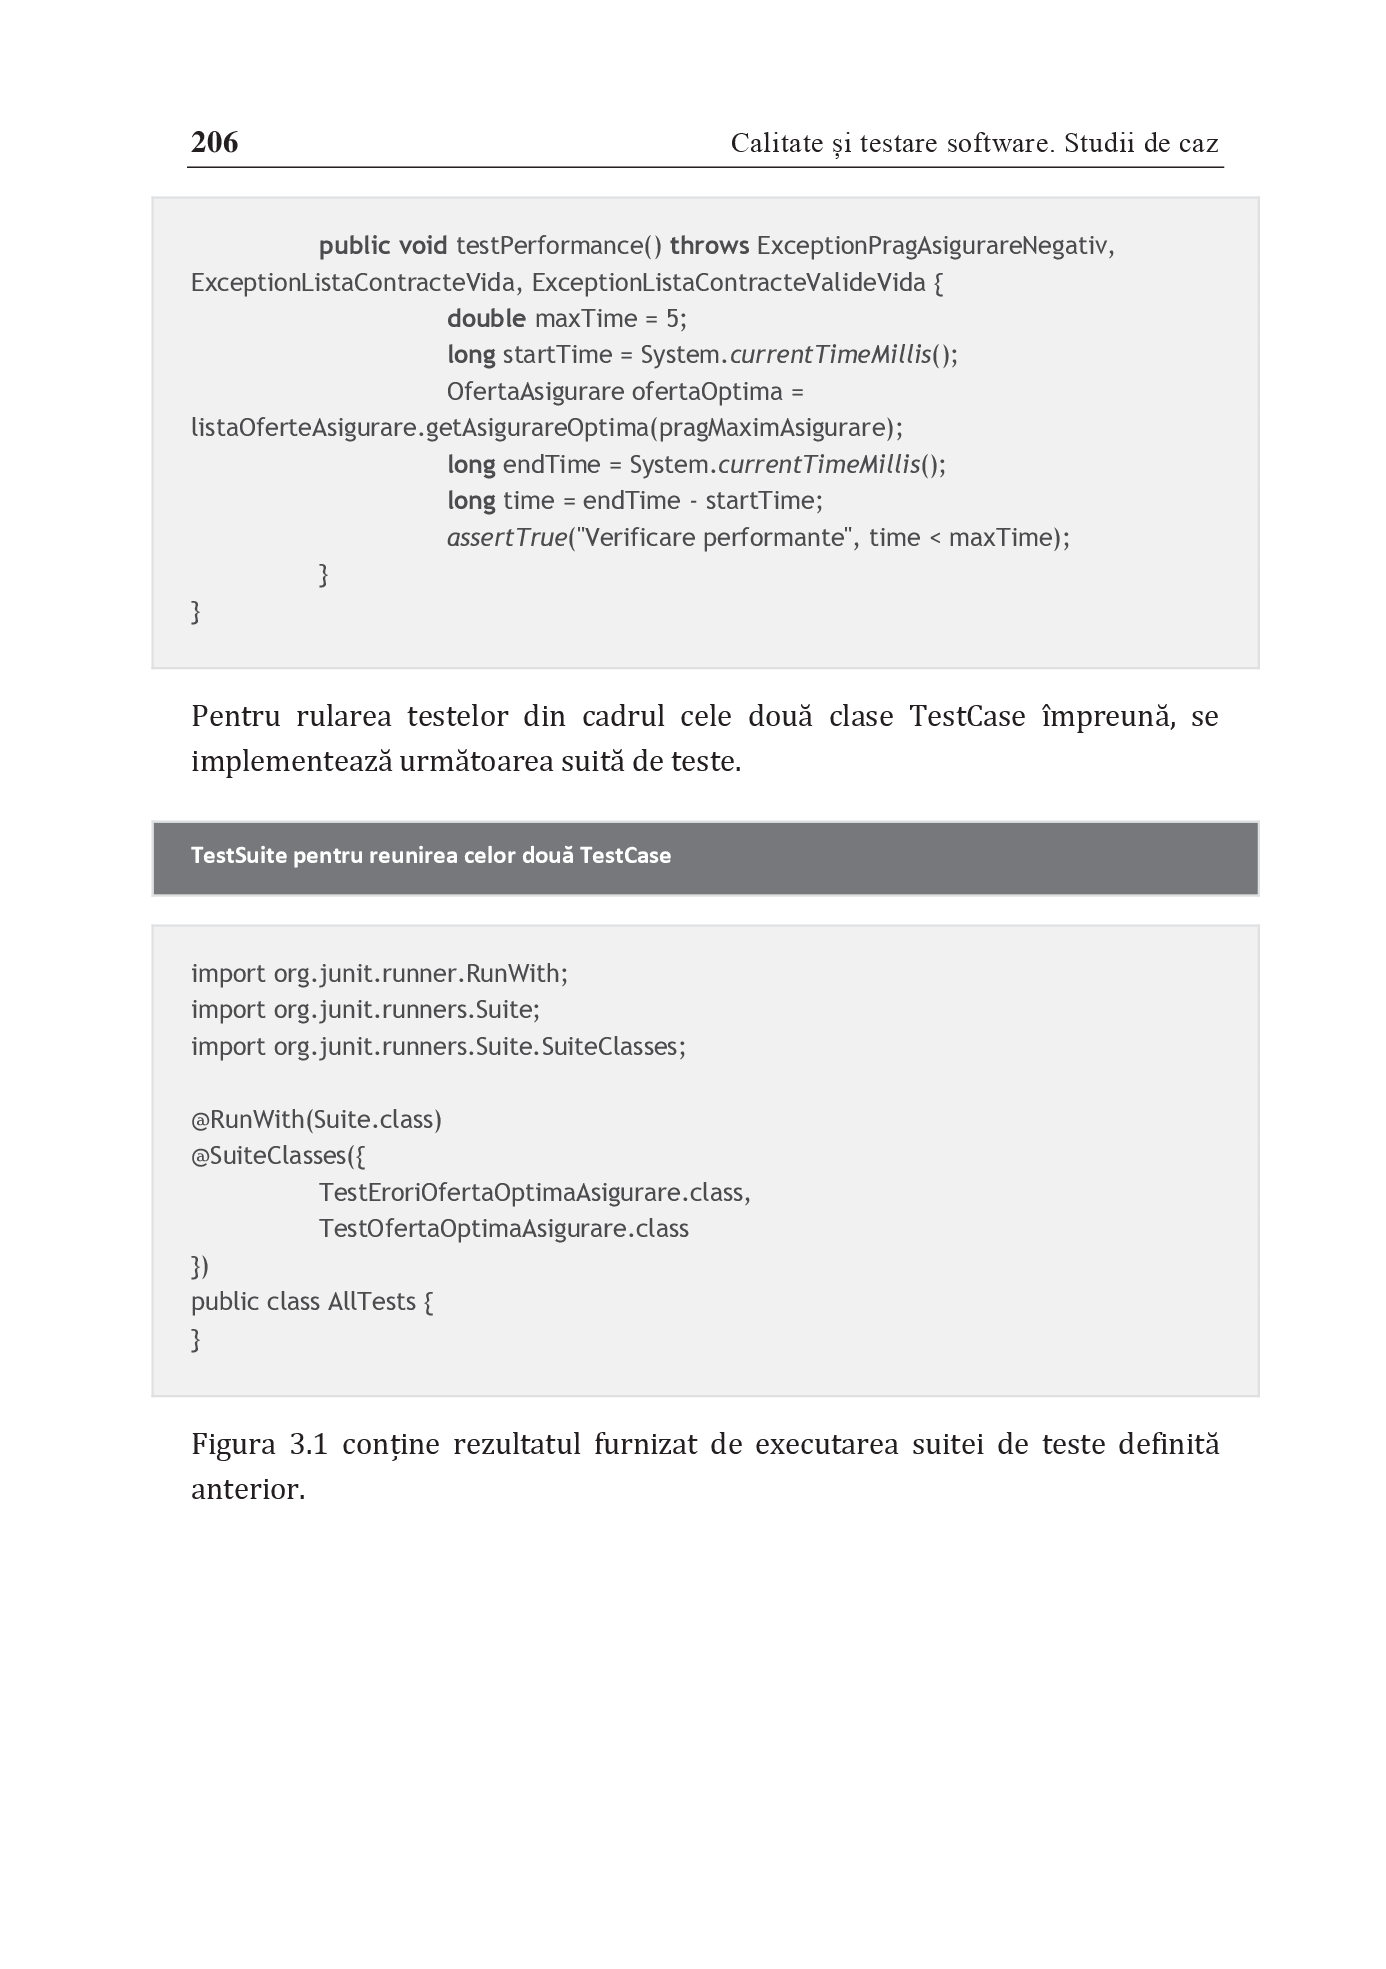 206 Calitate și testare software. Studii de caz
public void testPerformance() throws ExceptionPragAsigurareNegativ,
ExceptionListaContracteVida, ExceptionListaContracteValideVida {
double maxTime = 5;
long startTime = System.currentTimeMillis();
OfertaAsigurare ofertaOptima =
listaOferteAsigurare.getAsigurareOptima(pragMaximAsigurare);
long endTime = System.currentTimeMillis();
long time = endTime - startTime;
assertTrue("Verificare performante", time < maxTime);
}
}
Pentru rularea testelor din cadrul cele două clase TestCase împreună, se
implementează următoarea suită de teste.
TestSuite pentru reunirea celor două TestCase
import org.junit.runner.RunWith;
import org.junit.runners.Suite;
import org.junit.runners.Suite.SuiteClasses;
@RunWith(Suite.class)
@SuiteClasses({
TestEroriOfertaOptimaAsigurare.class,
TestOfertaOptimaAsigurare.class
})
public class AllTests {
}
Figura 3.1 conține rezultatul furnizat de executarea suitei de teste definită
anterior.